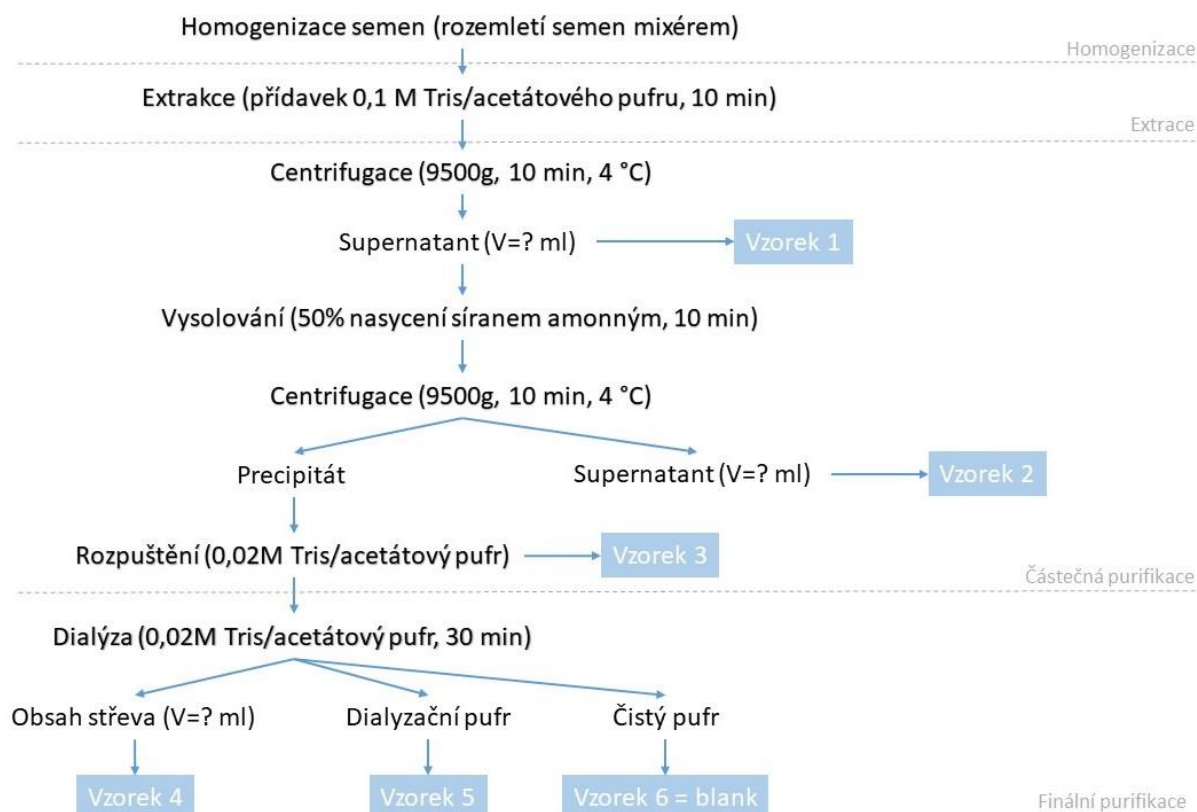 Homogenizace semen (rozemletí semen mixérem)
Homogenizace
Extrakce (přídavek 0,1 M Tris/acetátového pufru, 10 min)
Extrace
Centrifugace (9500g, 10 min, 4 °C)
Supernatant (V=? ml)
Vzorek 1
Vysolování (50% nasycení síranem amonným, 10 min)
Centrifugace (9500g, 10 min, 4 °C)
Precipitát
Supernatant (V=? ml)
Vzorek 2
Rozpuštění (0,02M Tris/acetátový pufr)
Vzorek 3
Částečná purifikace
Dialýza (0,02M Tris/acetátový pufr, 30 min)
Obsah střeva (V=? ml)
Dialyzační pufr
Čistý pufr
Vzorek 4
Vzorek 5
Vzorek 6 = blank
Finální purifikace